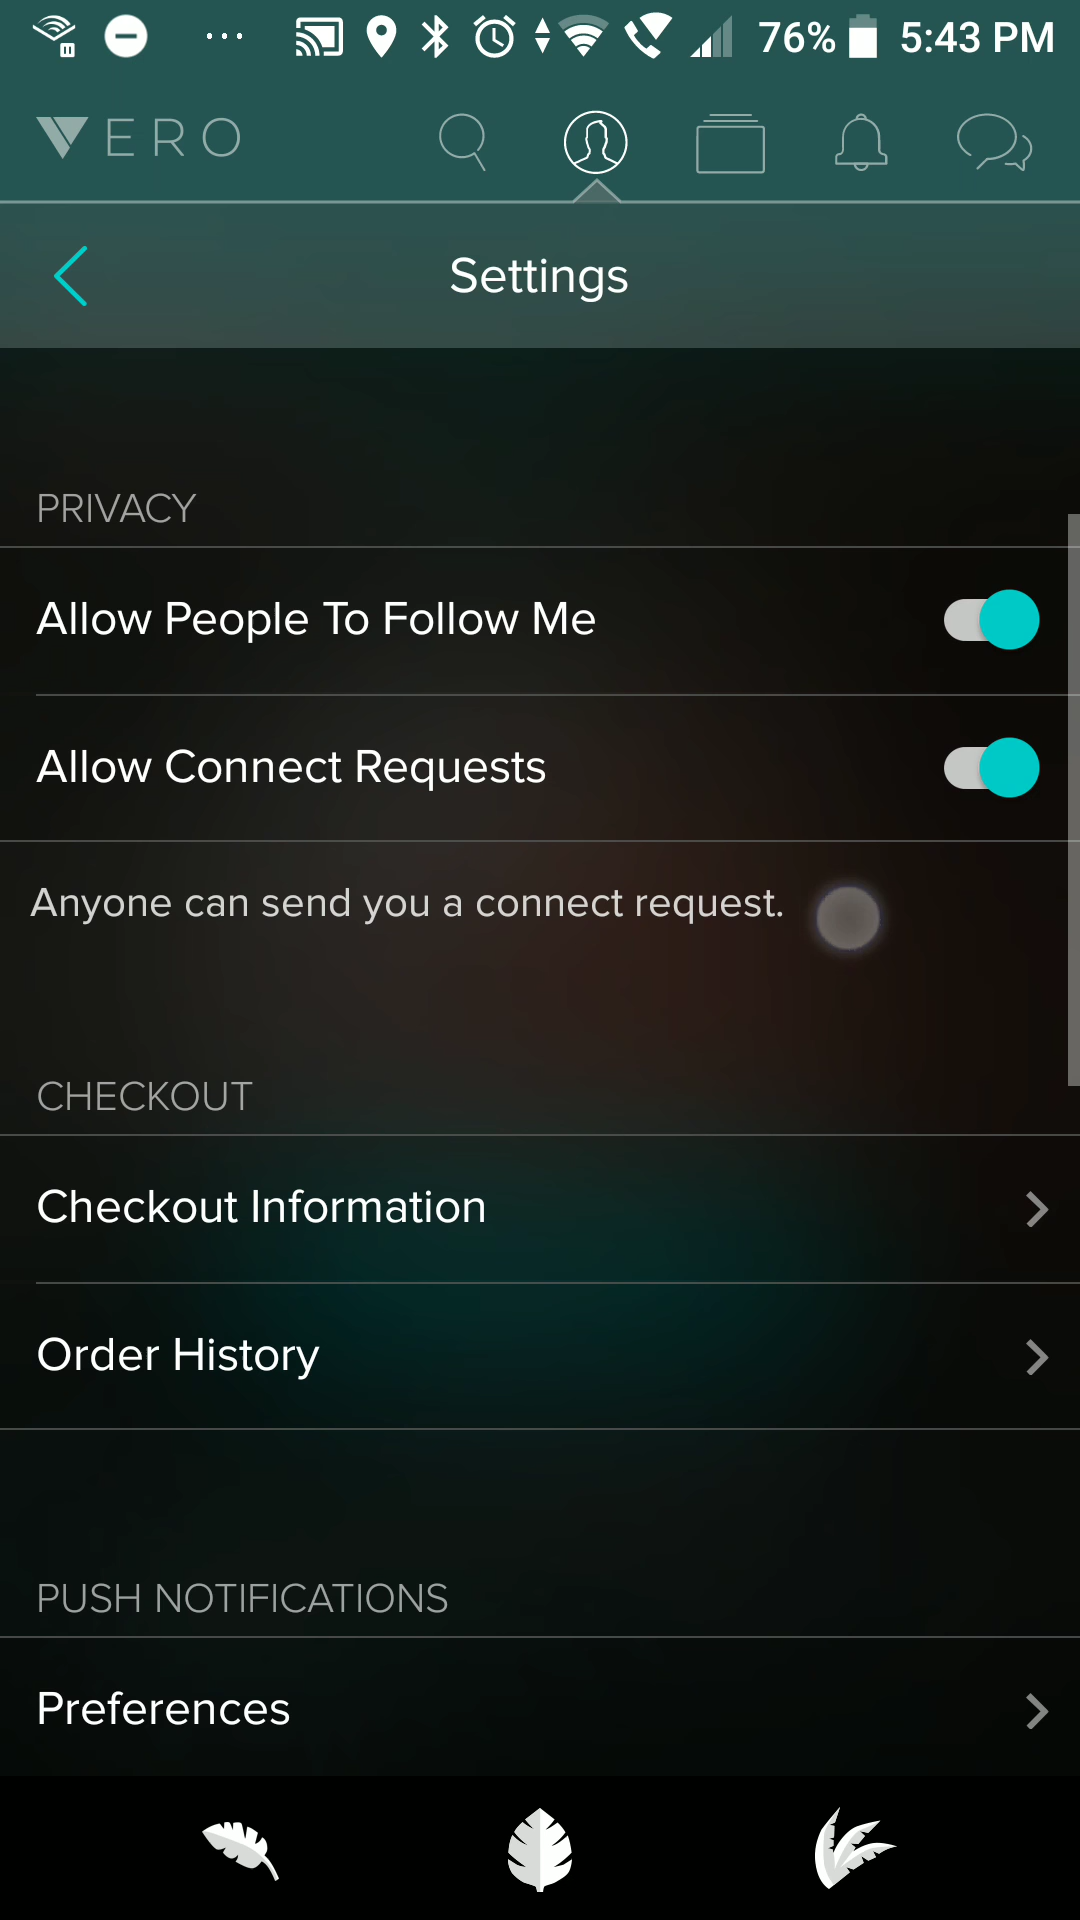 76% 5:43 PM
VERO
Settings
PRIVACY
Allow People To Follow Me
Allow Connect Requests
Anyone can send you a connect request.
CHECKOUT
Checkout Information
Order History
PUSH NOTIFICATIONS
Preferences